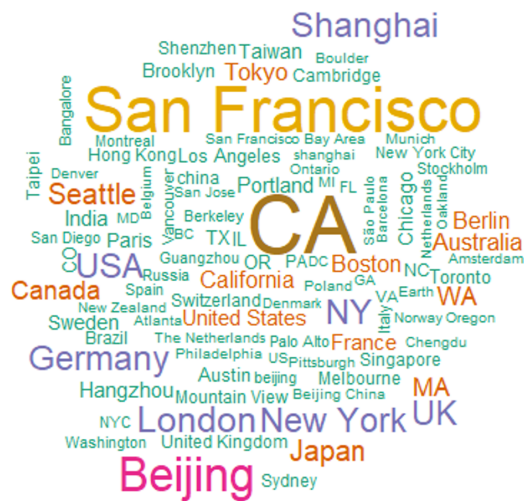 Shanghai
Shenzhen Taiwan Boulder
Brooklyn Tokyo Cambridge
Bangalore
San Francisco
Montreal San Francisco Bay Area Munich
Hong Kong Los Angeles shanghai New York City
Taipei Denver Belgium Vancouver china Ontario Stockholm
Seattle San Jose Portland MI FL São Paulo Barcelona Chicago Netherlands Oakland
India MD BC Berkeley TX IL CA Berlin
San Diego Paris Australia
CO USA Guangzhou OR PA DC Boston NC Amsterdam
Russia California Poland GA Toronto
Canada Spain Switzerland Denmark NY Italy VA Earth WA
New Zealand Atlanta United States Norway Oregon
Sweden
Brazil The Netherlands Palo Alto France Chengdu
Germany Philadelphia US Pittsburgh Singapore
Hangzhou Austin beijing Melbourne MA
Mountain View Beijing China
NYC London New York UK
Washington United Kingdom Japan
Beijing Sydney